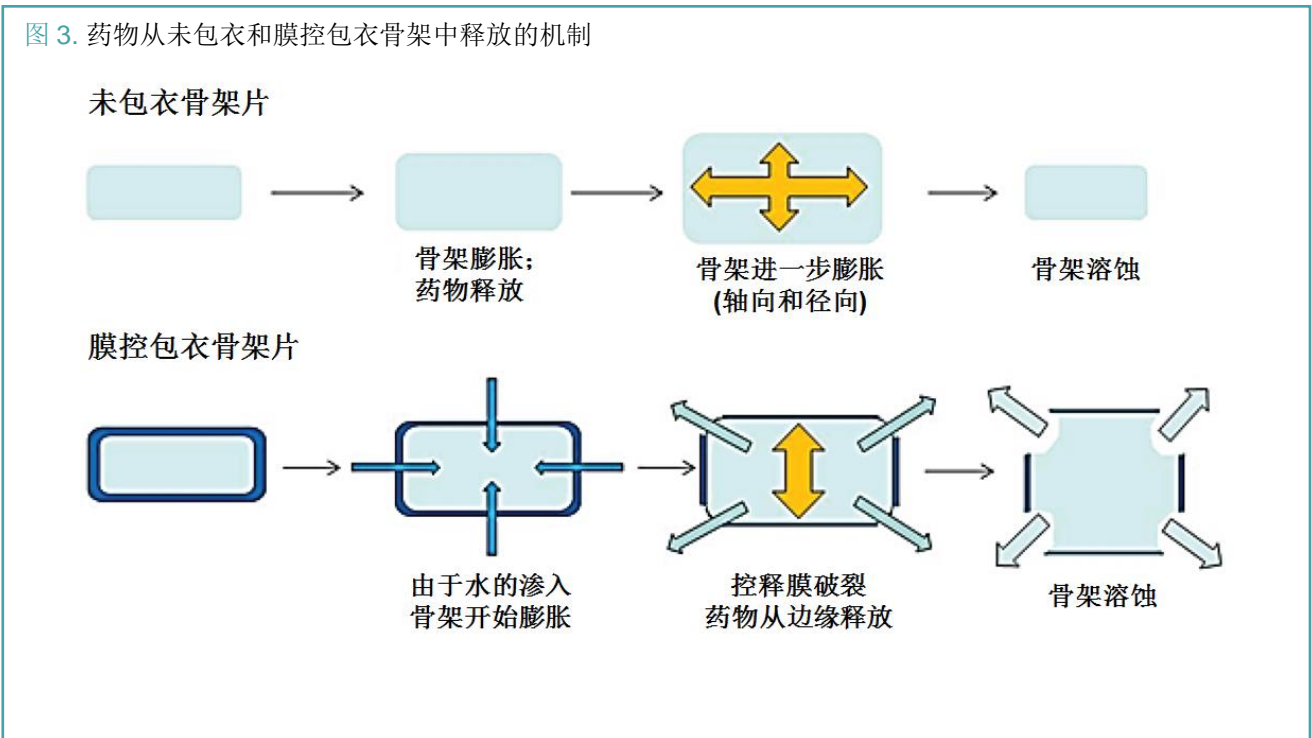 图 3. 药物从未包衣和膜控包衣骨架中释放的机制
未包衣骨架片
骨架膨胀；
药物释放
骨架进一步膨胀
(轴向和径向)
骨架溶蚀
膜控包衣骨架片
由于水的渗入
骨架开始膨胀
控释膜破裂
药物从边缘释放
骨架溶蚀